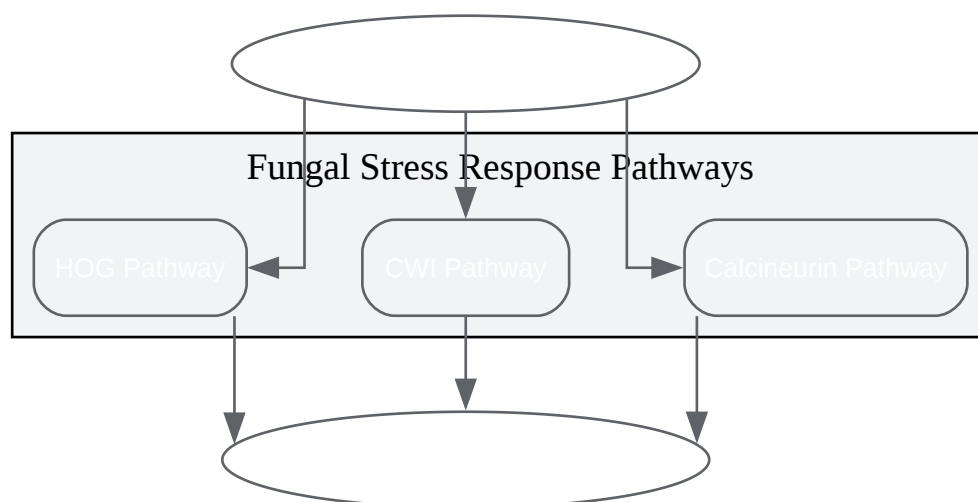 Fungal Stress Response Pathways
HOG Pathway
CWI Pathway
Calcineurin Pathway